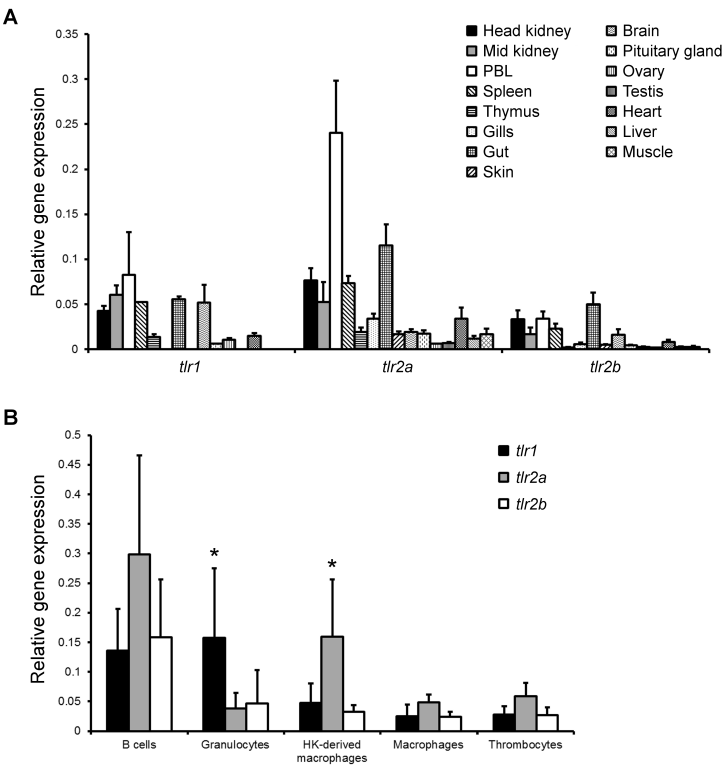 A
Head kidney
Mid kidney
PBL
Spleen
Thymus
Gills
Gut
Skin
Brain
Pituitary gland
Ovary
Testis
Heart
Liver
Muscle
Relative gene expression
0.35
0.3
0.25
0.2
0.15
0.1
0.05
0
tlr1 tlr2a tlr2b
B
Relative gene expression
0.5
0.45
0.4
0.35
0.3
0.25
0.2
0.15
0.1
0.05
0
tlr1
tlr2a
tlr2b
* *
B cells Granulocytes HK-derived Macrophages Thrombocytes
macrophages